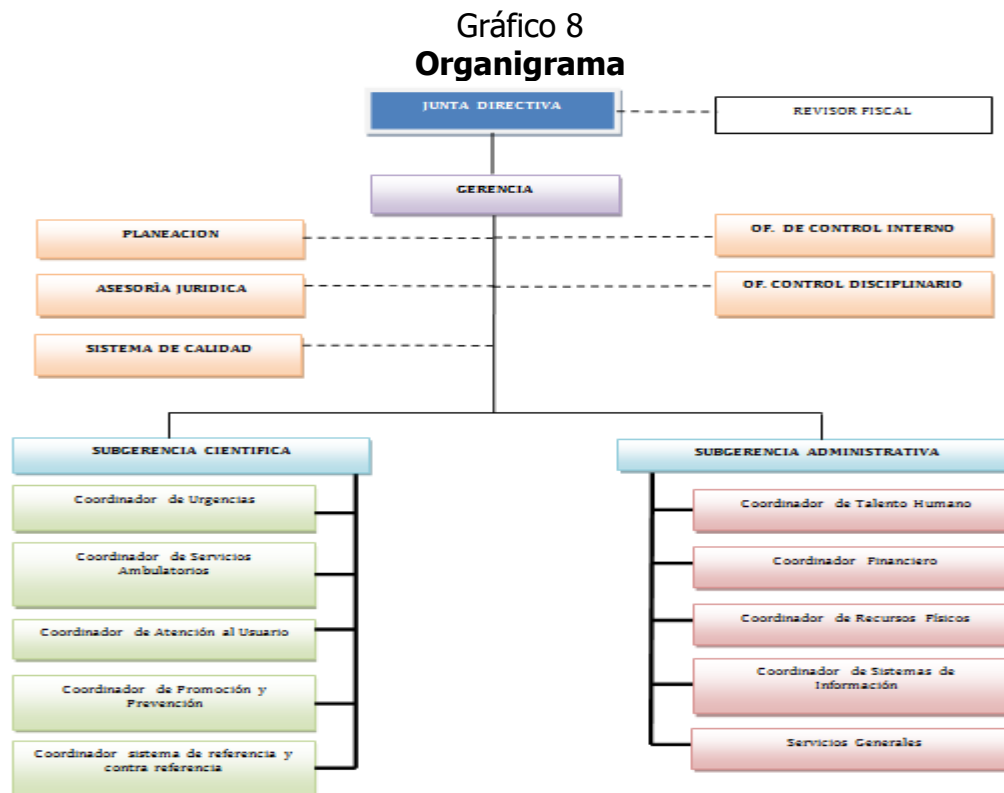 Gráfico 8
Organigrama
JUNTA DIRECTIVA
REVISOR FISCAL
GERENCIA
PLANEACION
OF. DE CONTROL INTERNO
ASESORÌA JURIDICA
OF. CONTROL DISCIPLINARIO
SISTEMA DE CALIDAD
SUBGERENCIA CIENTIFICA
Coordinador de Urgencias
Coordinador de Servicios
Ambulatorios
Coordinador de Atención al Usuario
Coordinador de Promoción y
Prevención
Coordinador sistema de referencia y
contra referencia
SUBGERENCIA ADMINISTRATIVA
Coordinador de Talento Humano
Coordinador Financiero
Coordinador de Recursos Físicos
Coordinador de Sistemas de
Información
Servicios Generales